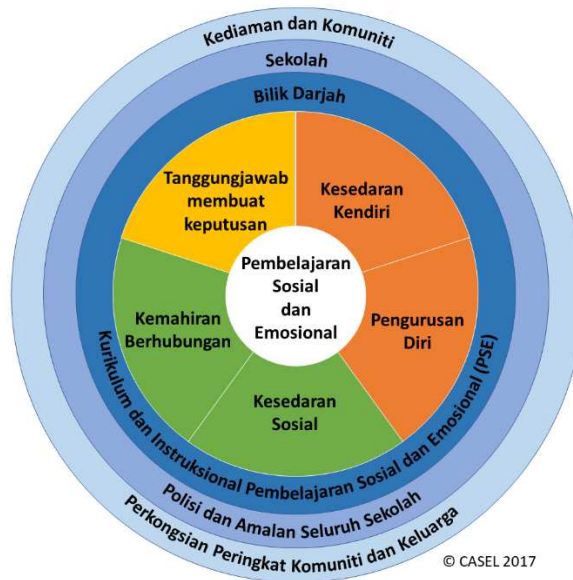 Kediaman dan Komuniti
Sekolah
Bilik Darjah
Tanggungjawab
membuat
keputusan
Kesedaran
Kendiri
Pembelajaran
Sosial
dan
Emosional
Kemahiran
Berhubungan
Pengurusan
Diri
Kesedaran
Sosial
Kurikulum dan Instruksional Pembelajaran Sosial dan Emosional (PSE)
Polisi dan Amalan Seluruh Sekolah
Perkongsian Peringkat Komuniti dan Keluarga
© CASEL 2017